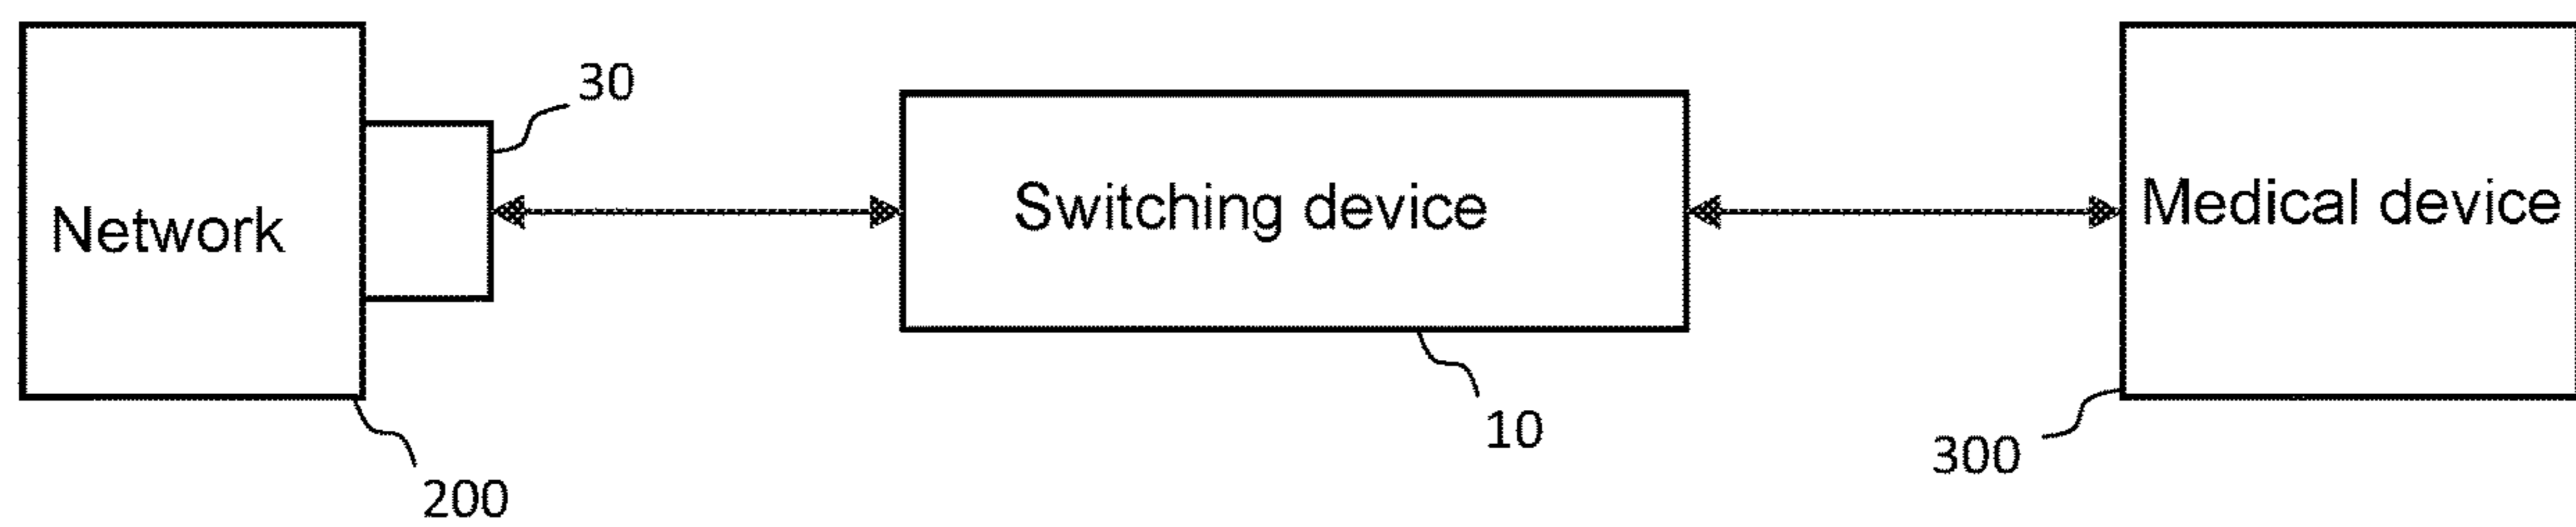 30
Network
Switching device
Medical device
10
300
200